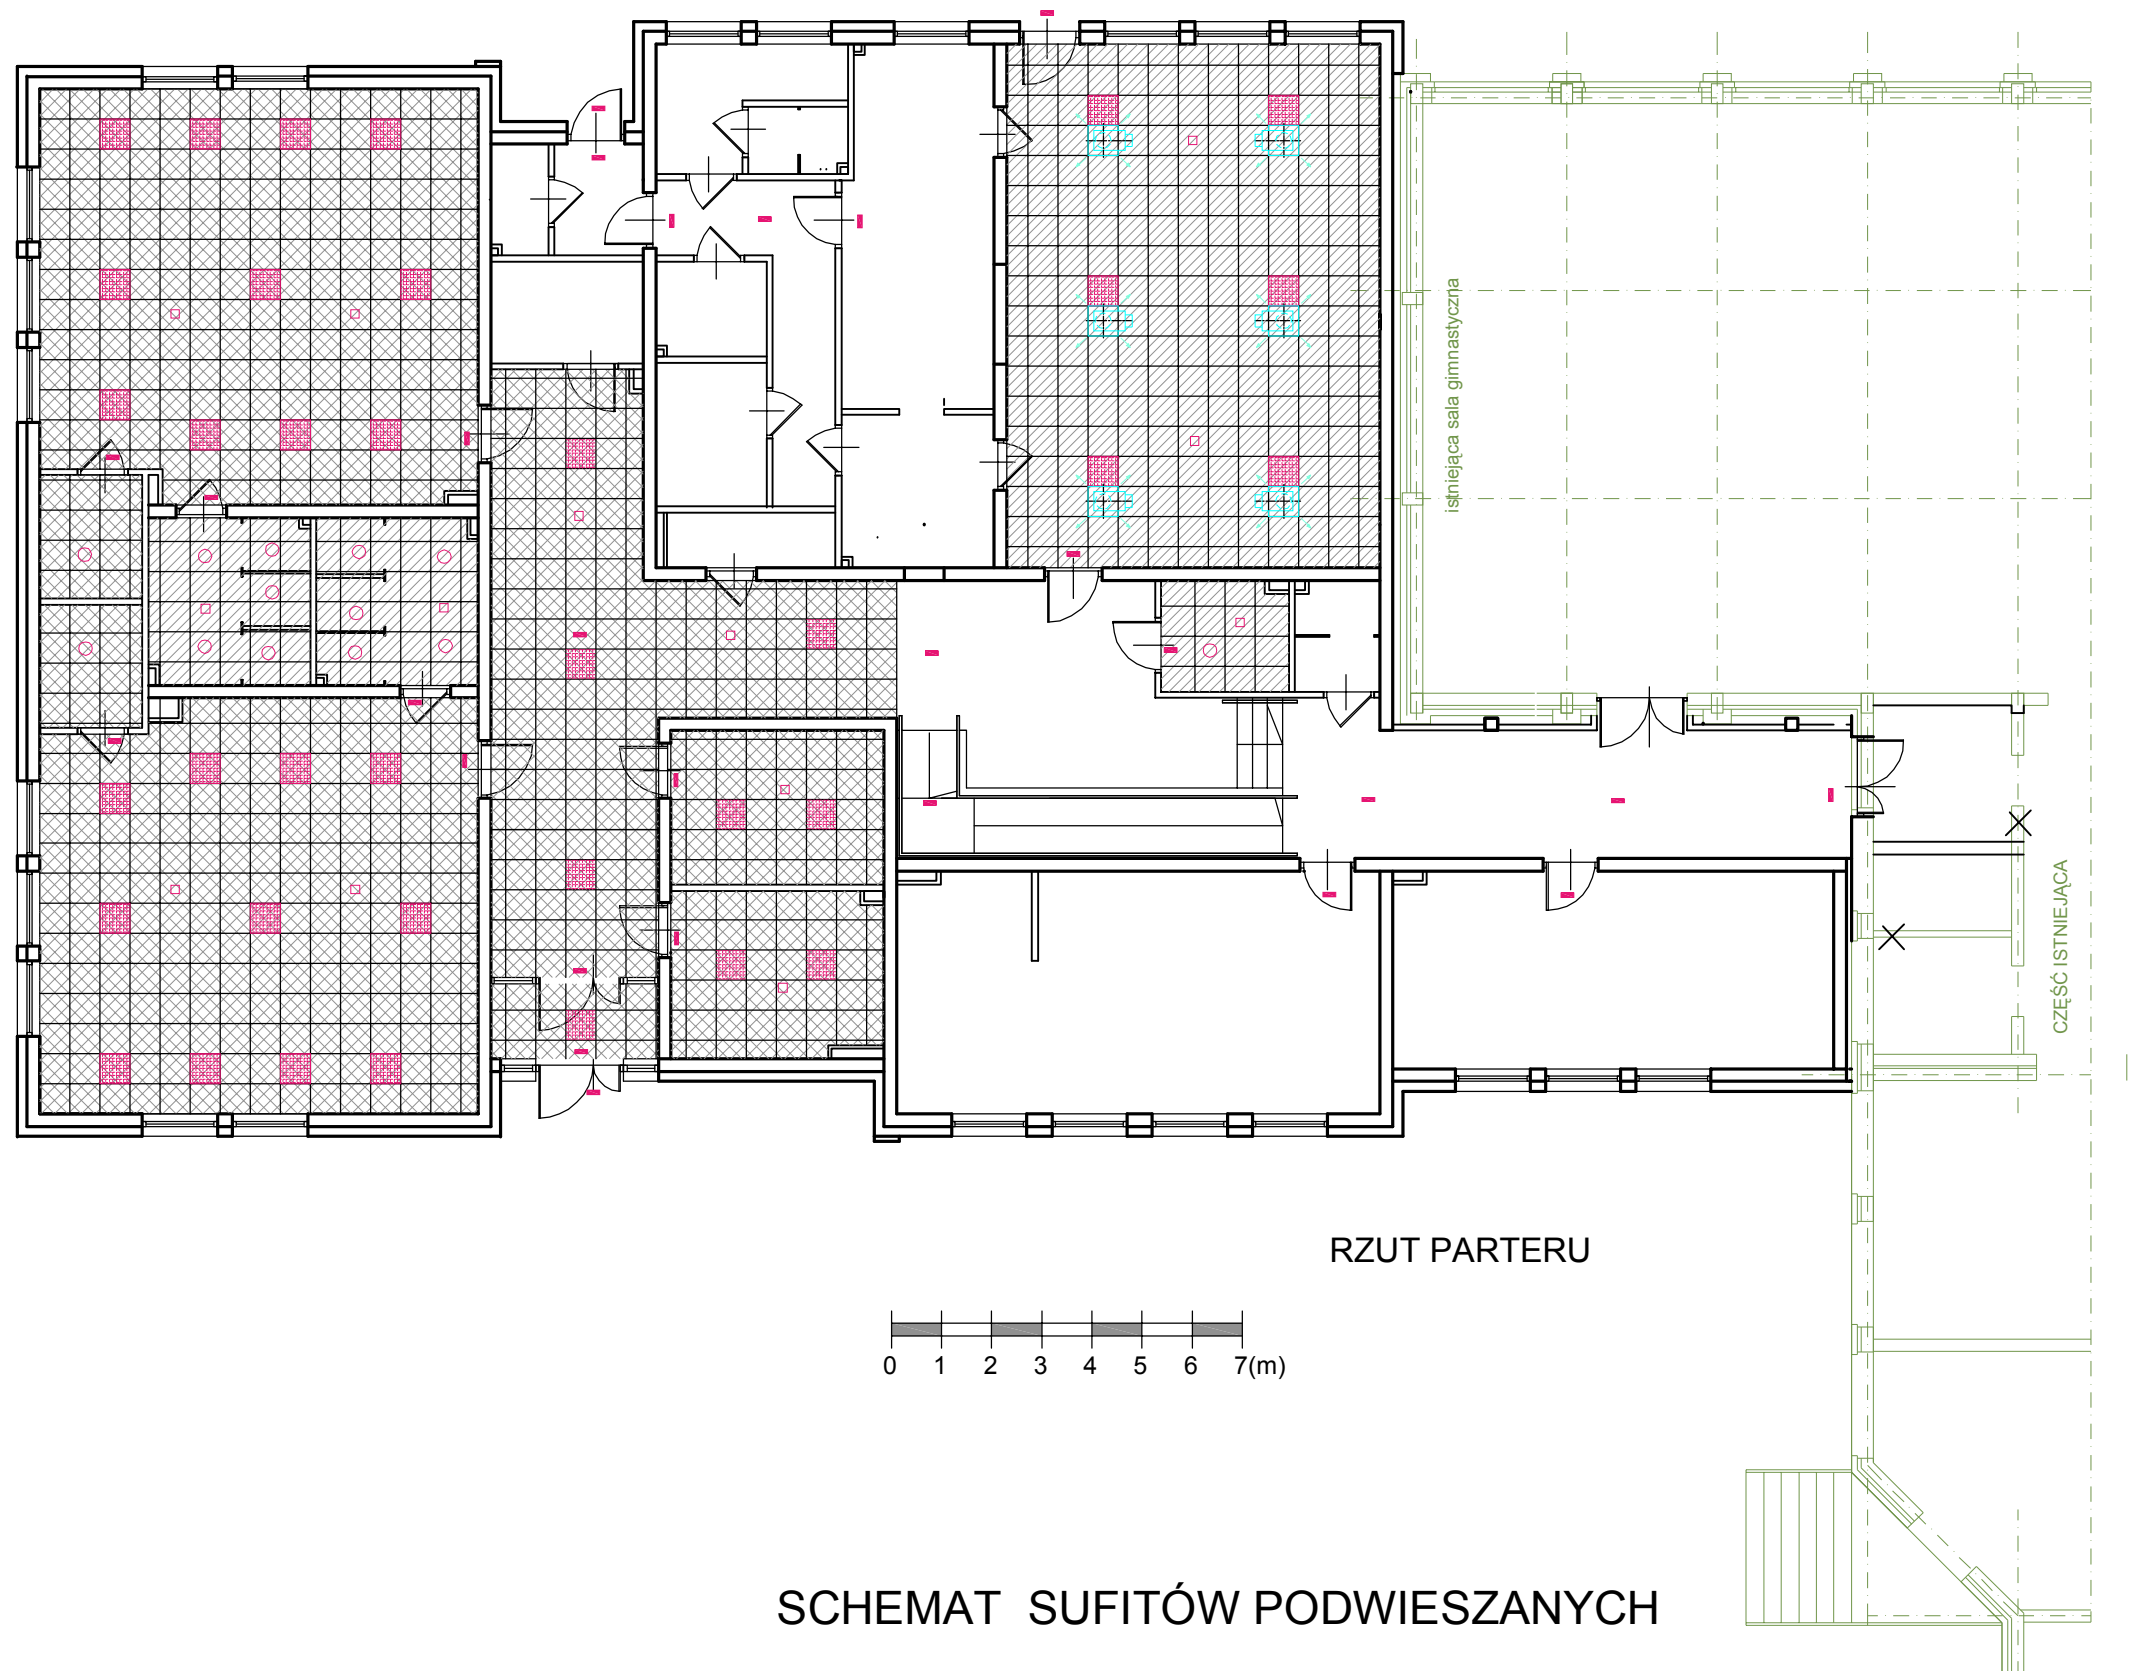 istniejąca sala gimnastyczna
CZĘŚĆ ISTNIEJĄCA
RZUT PARTERU
0 1 2 3 4 5 6 7(m)
SCHEMAT SUFITÓW PODWIESZANYCH